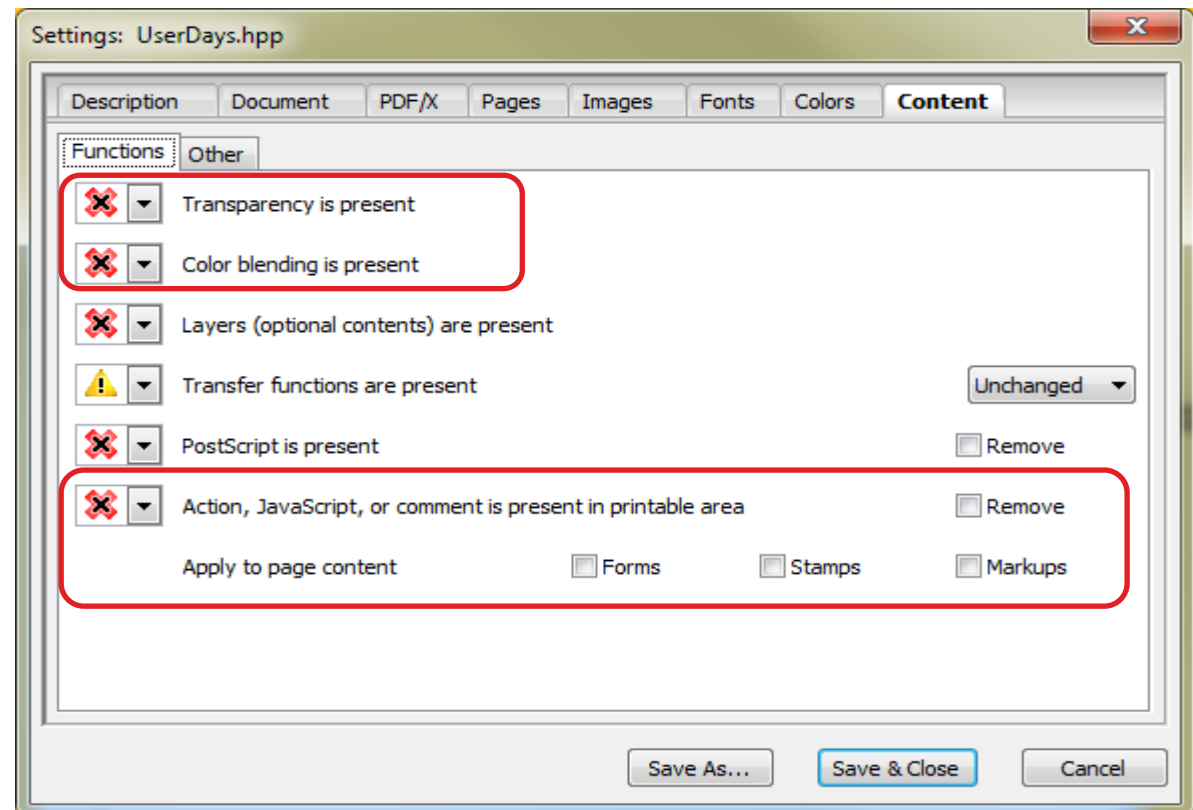 Settings: UserDays.hpp
Description Document PDF/X Pages Images Fonts Colors Content
Functions Other
Transparency is present
Color blending is present
Layers (optional contents) are present
Transfer functions are present Unchanged
PostScript is present Remove
Action, JavaScript, or comment is present in printable area Remove
Apply to page content Forms Stamps Markups
Save As... Save & Close Cancel